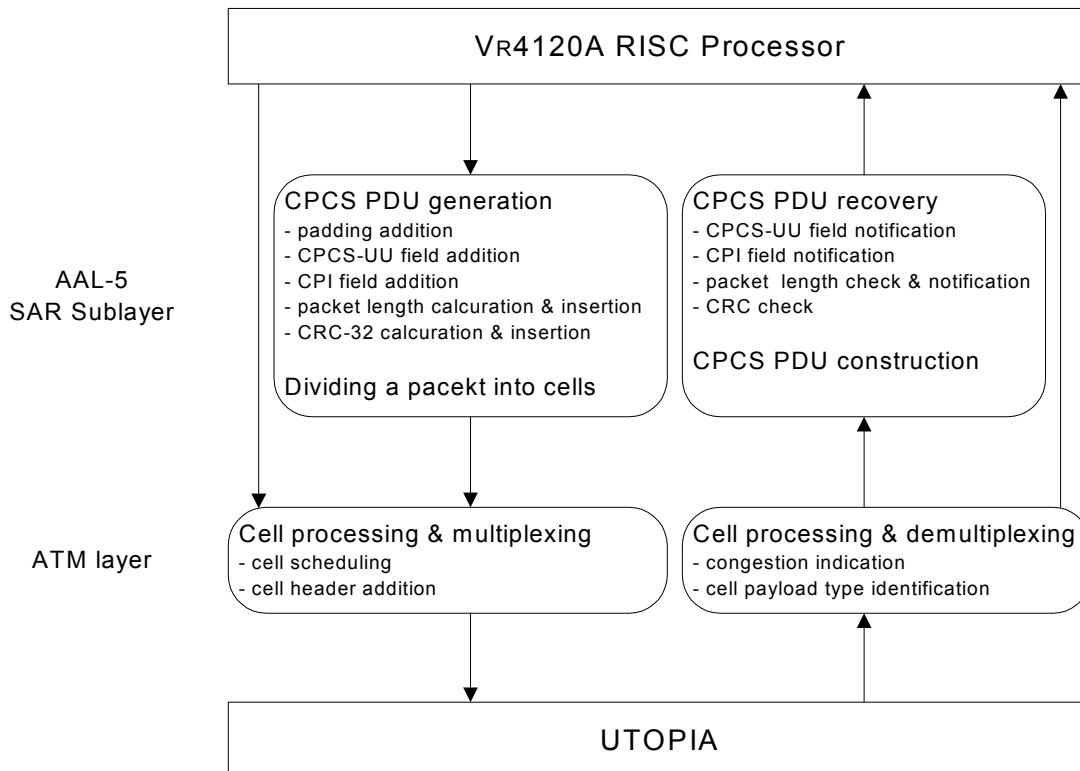 VR4120A RISC Processor
AAL-5
SAR Sublayer
CPCS PDU generation
- padding addition
- CPCS-UU field addition
- CPI field addition
- packet length calcuration & insertion
- CRC-32 calcuration & insertion
Dividing a pacekt into cells
CPCS PDU recovery
- CPCS-UU field notification
- CPI field notification
- packet length check & notification
- CRC check
CPCS PDU construction
ATM layer
Cell processing & multiplexing
- cell scheduling
- cell header addition
Cell processing & demultiplexing
- congestion indication
- cell payload type identification
UTOPIA